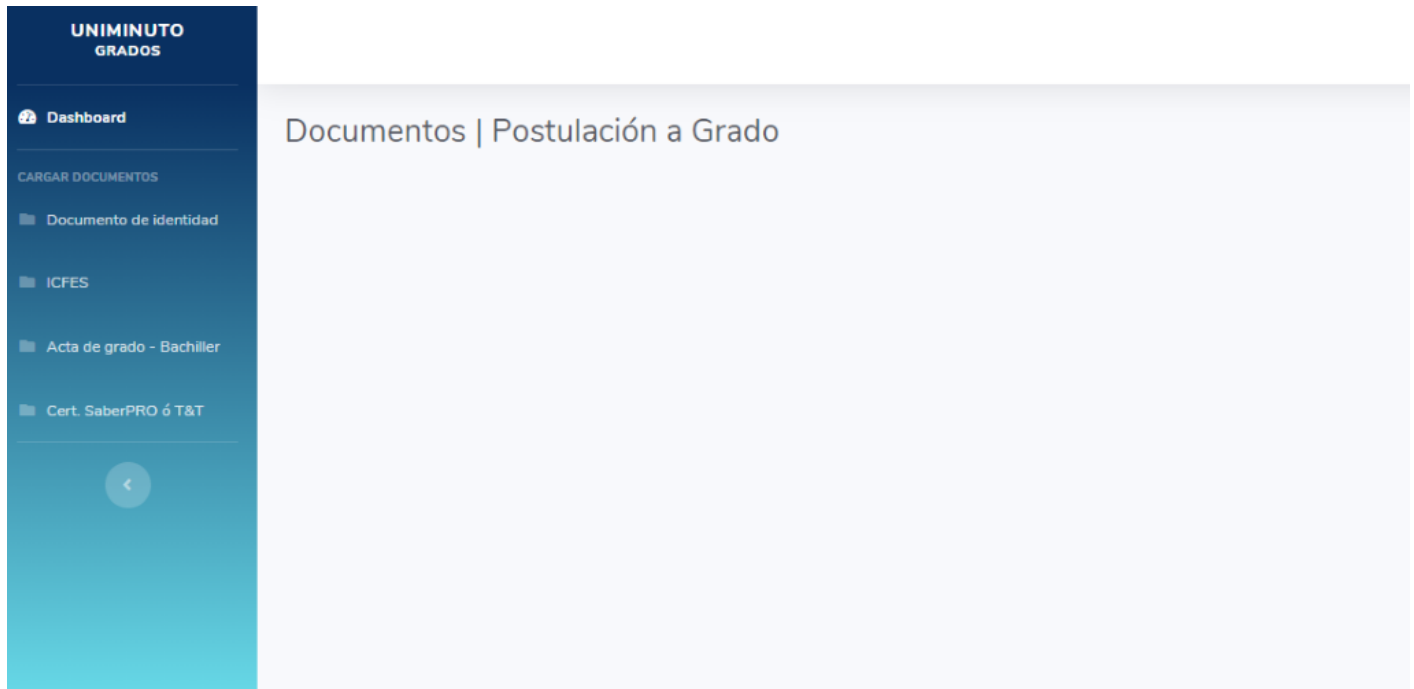 UNIMINUTO
GRADOS
Dashboard
CARGAR DOCUMENTOS
Documento de identidad
ICFES
Acta de grado - Bachiller
Cert. SaberPRO ó T&T
Documentos | Postulación a Grado